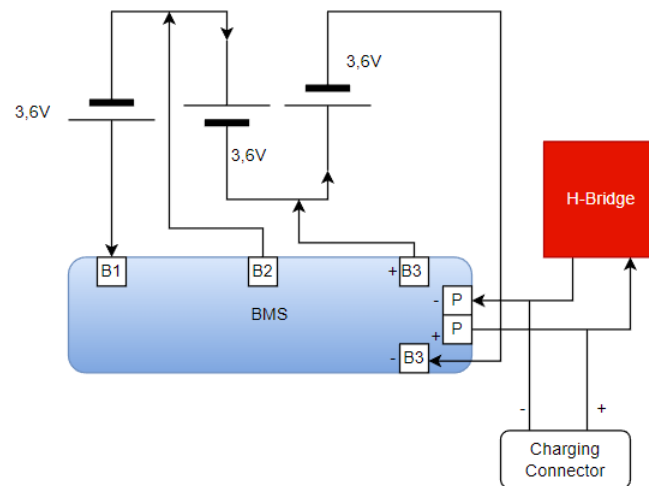 3,6V
3,6V
3,6V
H-Bridge
B1
B2
+ B3
BMS
- P
+ P
- B3
- +
Charging
Connector